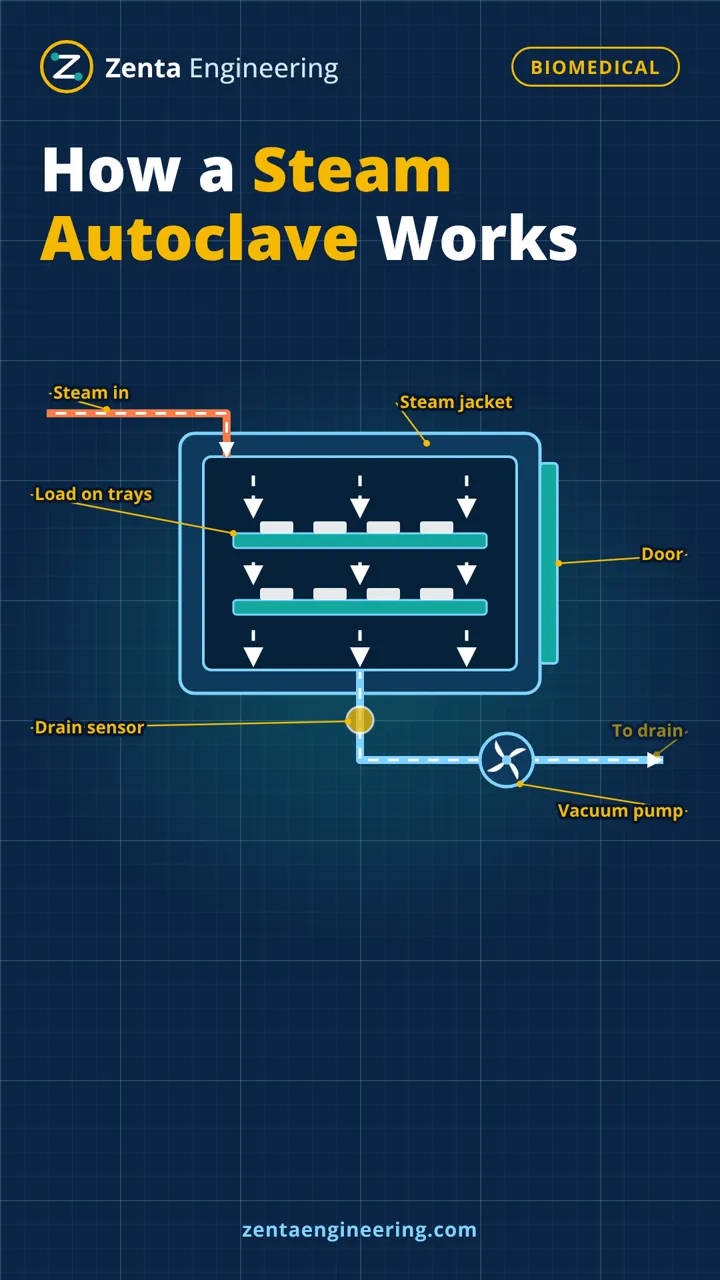 Zenta Engineering
BIOMEDICAL
How a Steam
Autoclave Works
Steam in
Steam jacket
Load on trays
Door
Drain sensor
To drain
Vacuum pump
zentaengineering.com